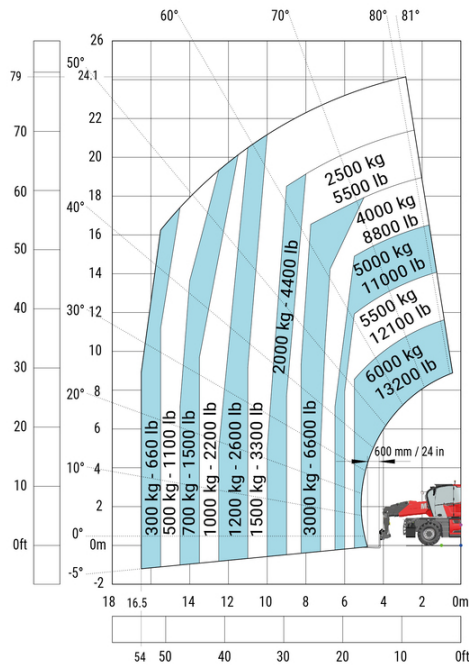 60° 70° 80° 81°
26
50°
79 24.1
22
70
20
2500 kg
5500 lb
60
18
4000 kg
8800 lb
40°
16
50
5000 kg
11000 lb
14
40
30° 12
5500 kg
12100 lb
10
30
6000 kg
13200 lb
8
20°
20
6
600 mm / 24 in
10°
4
10
2
0°
0ft 0m
-5°
-2
300 kg - 660 lb
500 kg - 1100 lb
700 kg - 1500 lb
1000 kg - 2200 lb
1200 kg - 2600 lb
1500 kg - 3300 lb
2000 kg - 4400 lb
3000 kg - 6600 lb
18 16.5 14 12 10 8 6 4 2 0m
54 50 40 30 20 10 0ft